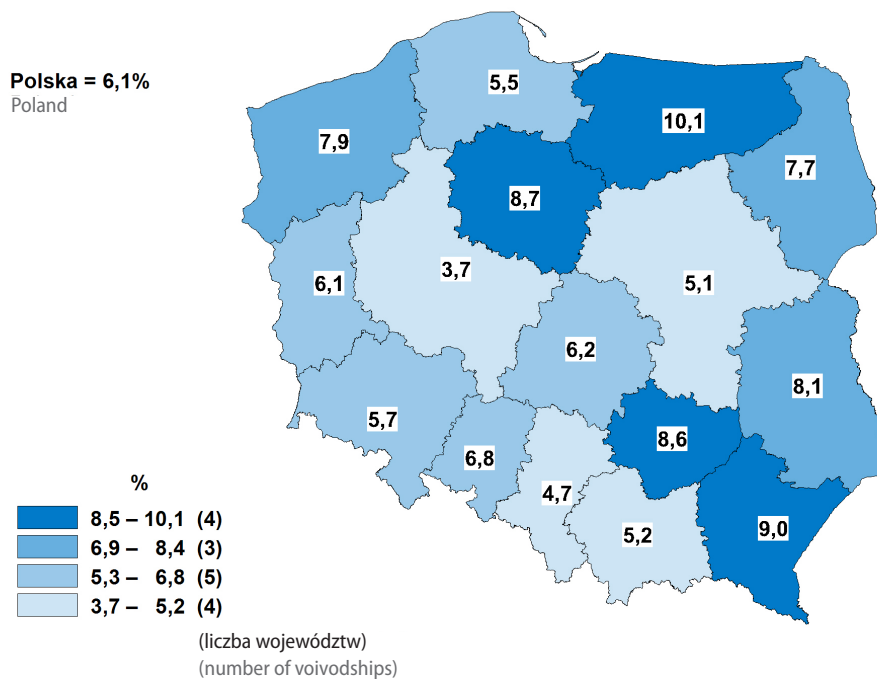 Polska = 6,1%
Poland
5,5
10,1
7,9
7,7
8,7
3,7
6,1
5,1
6,2
8,1
5,7
8,6
6,8
4,7
5,2
9,0
%
8,5 – 10,1 (4)
6,9 – 8,4 (3)
5,3 – 6,8 (5)
3,7 – 5,2 (4)
(liczba województw)
(number of voivodships)